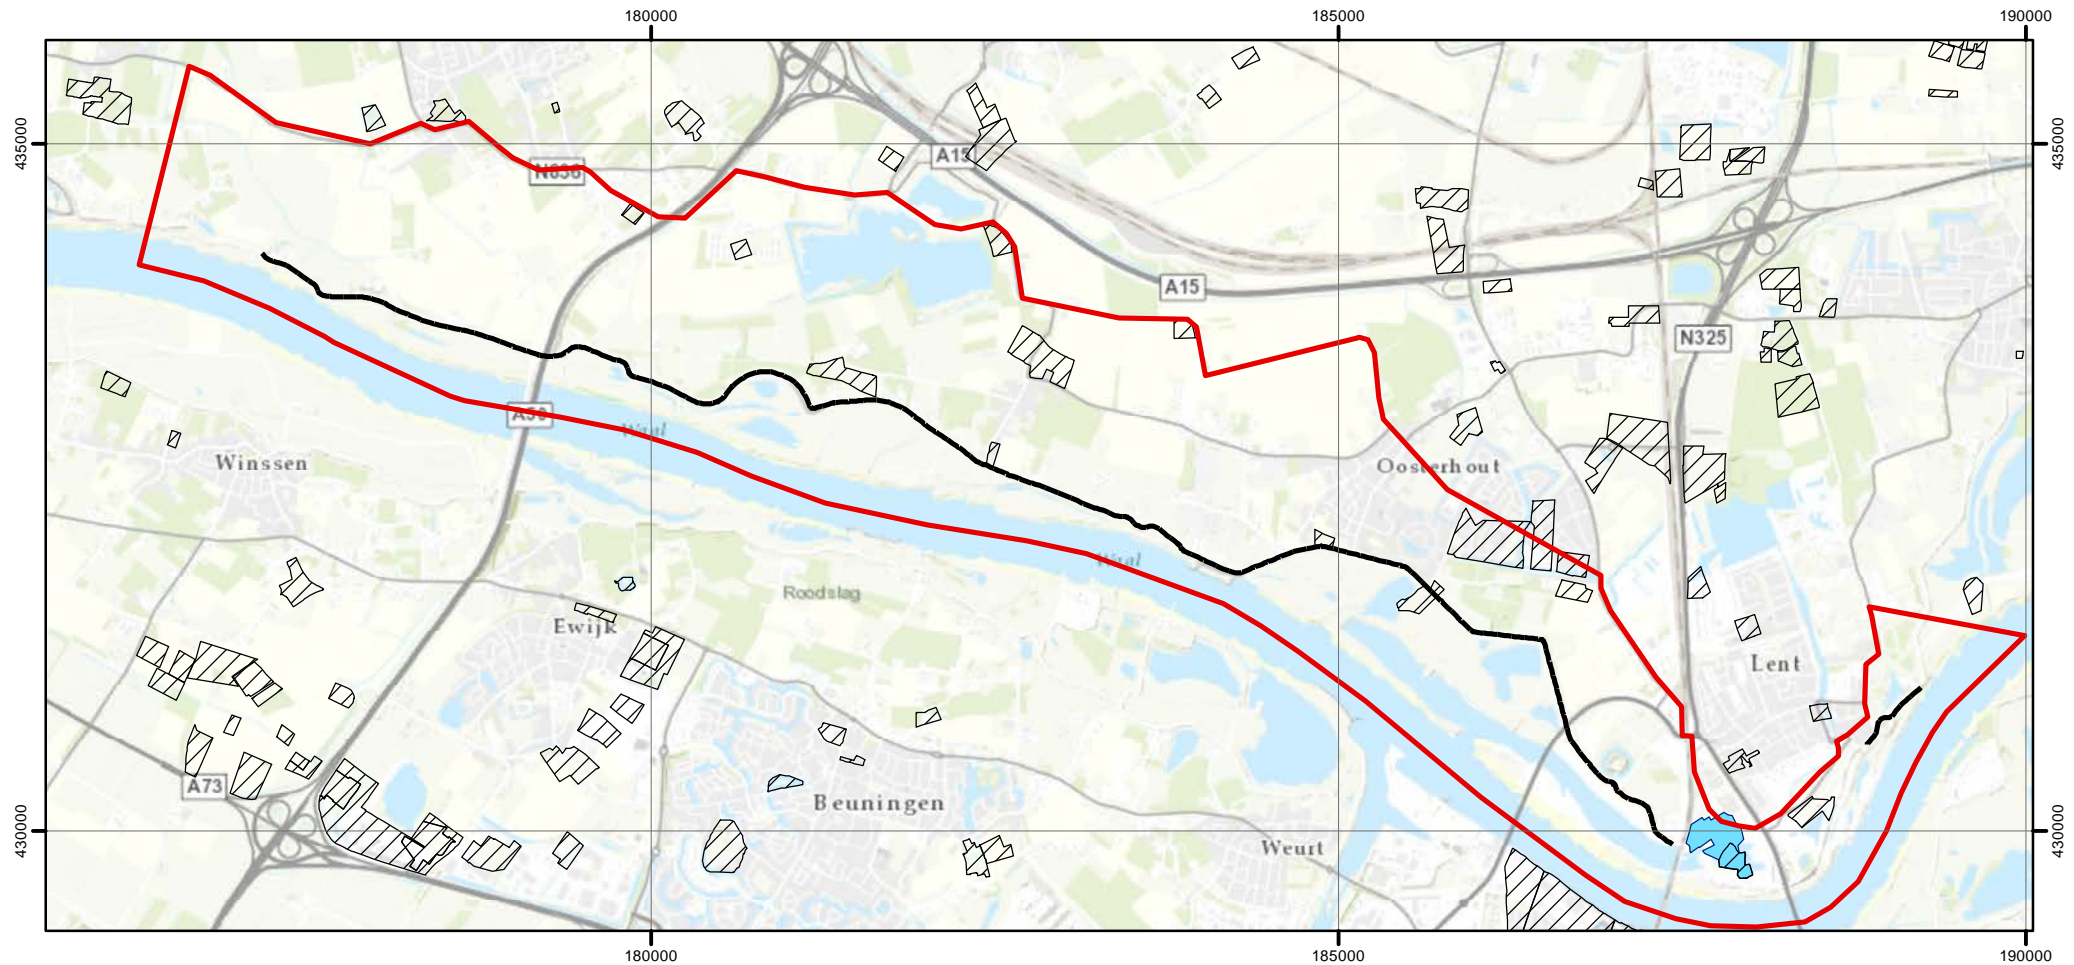 180000
185000
190000
435000
435000
A15
N836
A15
N325
A50
Waal
Winssen
Oosterhout
Waal
Roodslag
Ewijk
Lent
A73
Beuningen
430000
430000
Weurt
180000
185000
190000